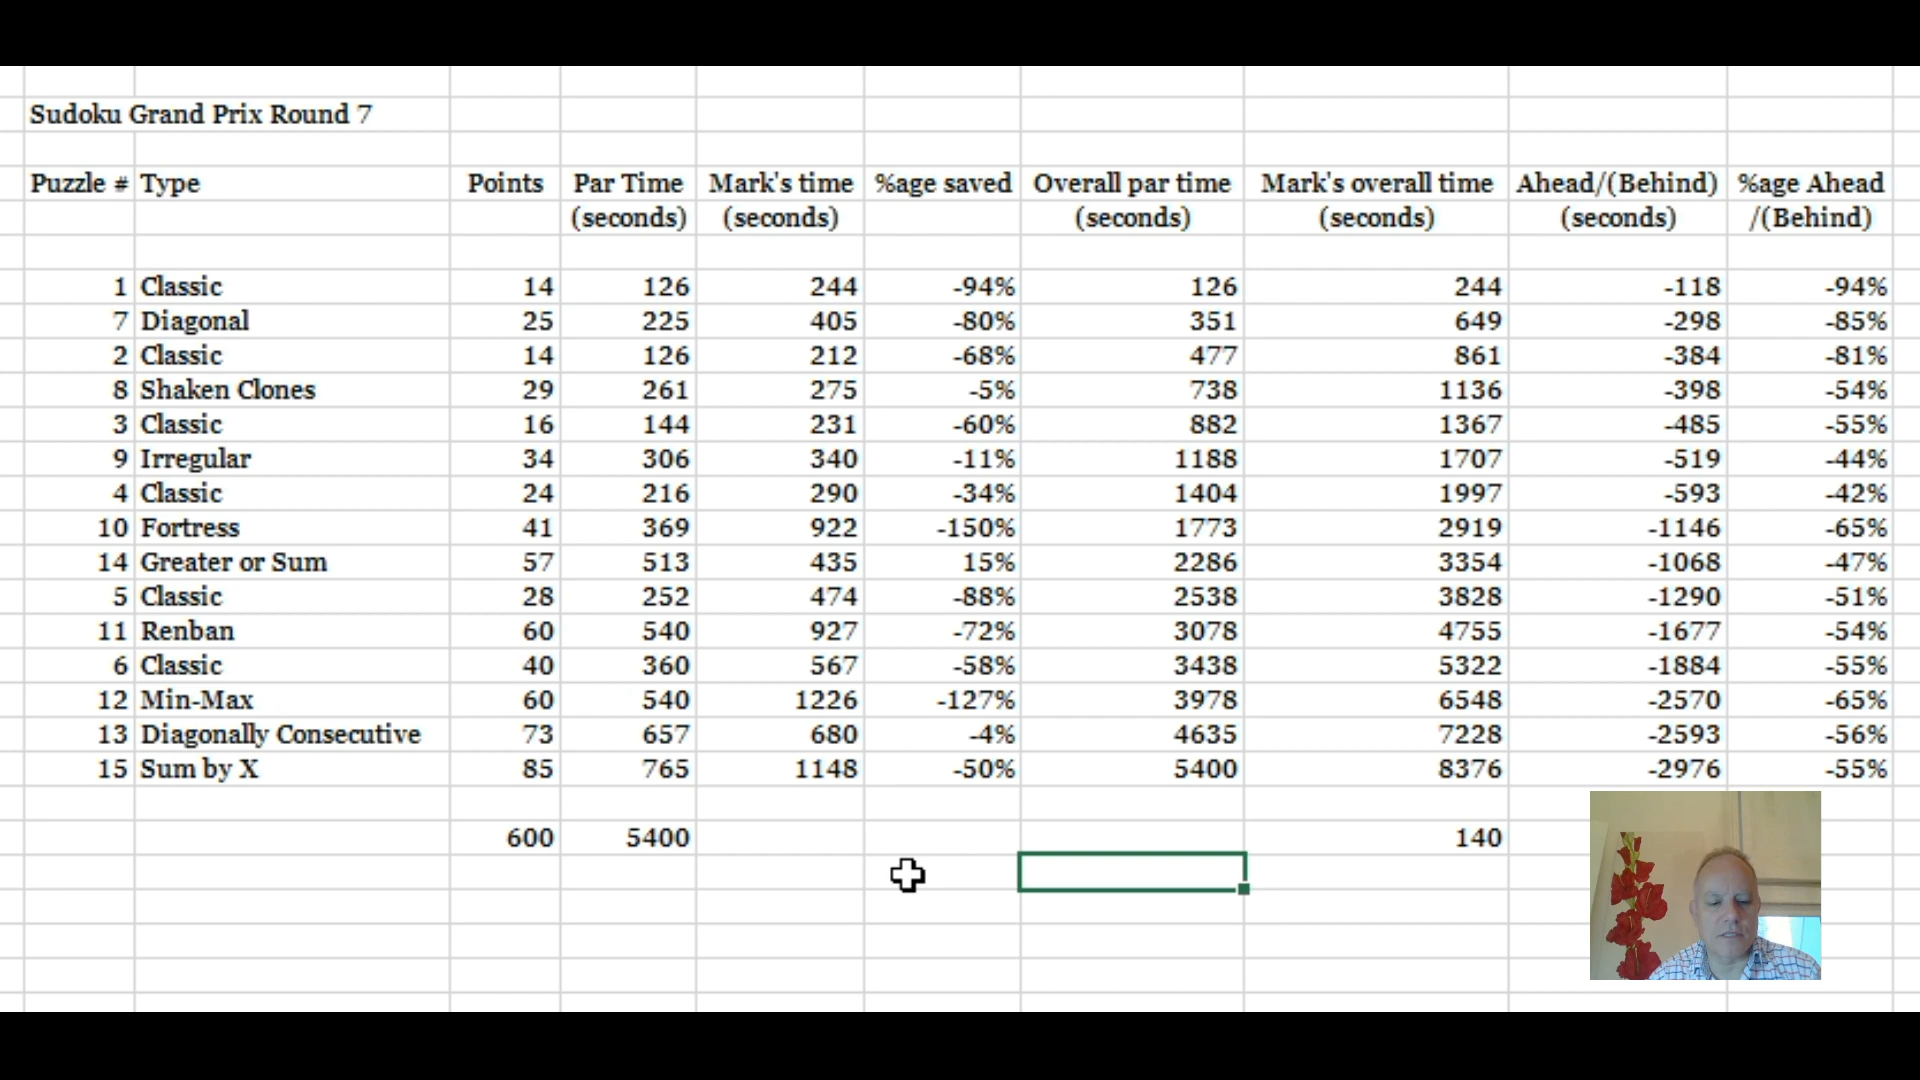 Sudoku Grand Prix Round 7
Puzzle # Type Points Par Time Mark's time %age saved Overall par time Mark's overall time Ahead/(Behind) %age Ahead
(seconds) (seconds) (seconds) (seconds) (seconds) /(Behind)
1 Classic 14 126 244 -94% 126 244 -118 -94%
7 Diagonal 25 225 405 -80% 351 649 -298 -85%
2 Classic 14 126 212 -68% 477 861 -384 -81%
8 Shaken Clones 29 261 275 -5% 738 1136 -398 -54%
3 Classic 16 144 231 -60% 882 1367 -485 -55%
9 Irregular 34 306 340 -11% 1188 1707 -519 -44%
4 Classic 24 216 290 -34% 1404 1997 -593 -42%
10 Fortress 41 369 922 -150% 1773 2919 -1146 -65%
14 Greater or Sum 57 513 435 15% 2286 3354 -1068 -47%
5 Classic 28 252 474 -88% 2538 3828 -1290 -51%
11 Renban 60 540 927 -72% 3078 4755 -1677 -54%
6 Classic 40 360 567 -58% 3438 5322 -1884 -55%
12 Min-Max 60 540 1226 -127% 3978 6548 -2570 -65%
13 Diagonally Consecutive 73 657 680 -4% 4635 7228 -2593 -56%
15 Sum by X 85 765 1148 -50% 5400 8376 -2976 -55%
600 5400 140